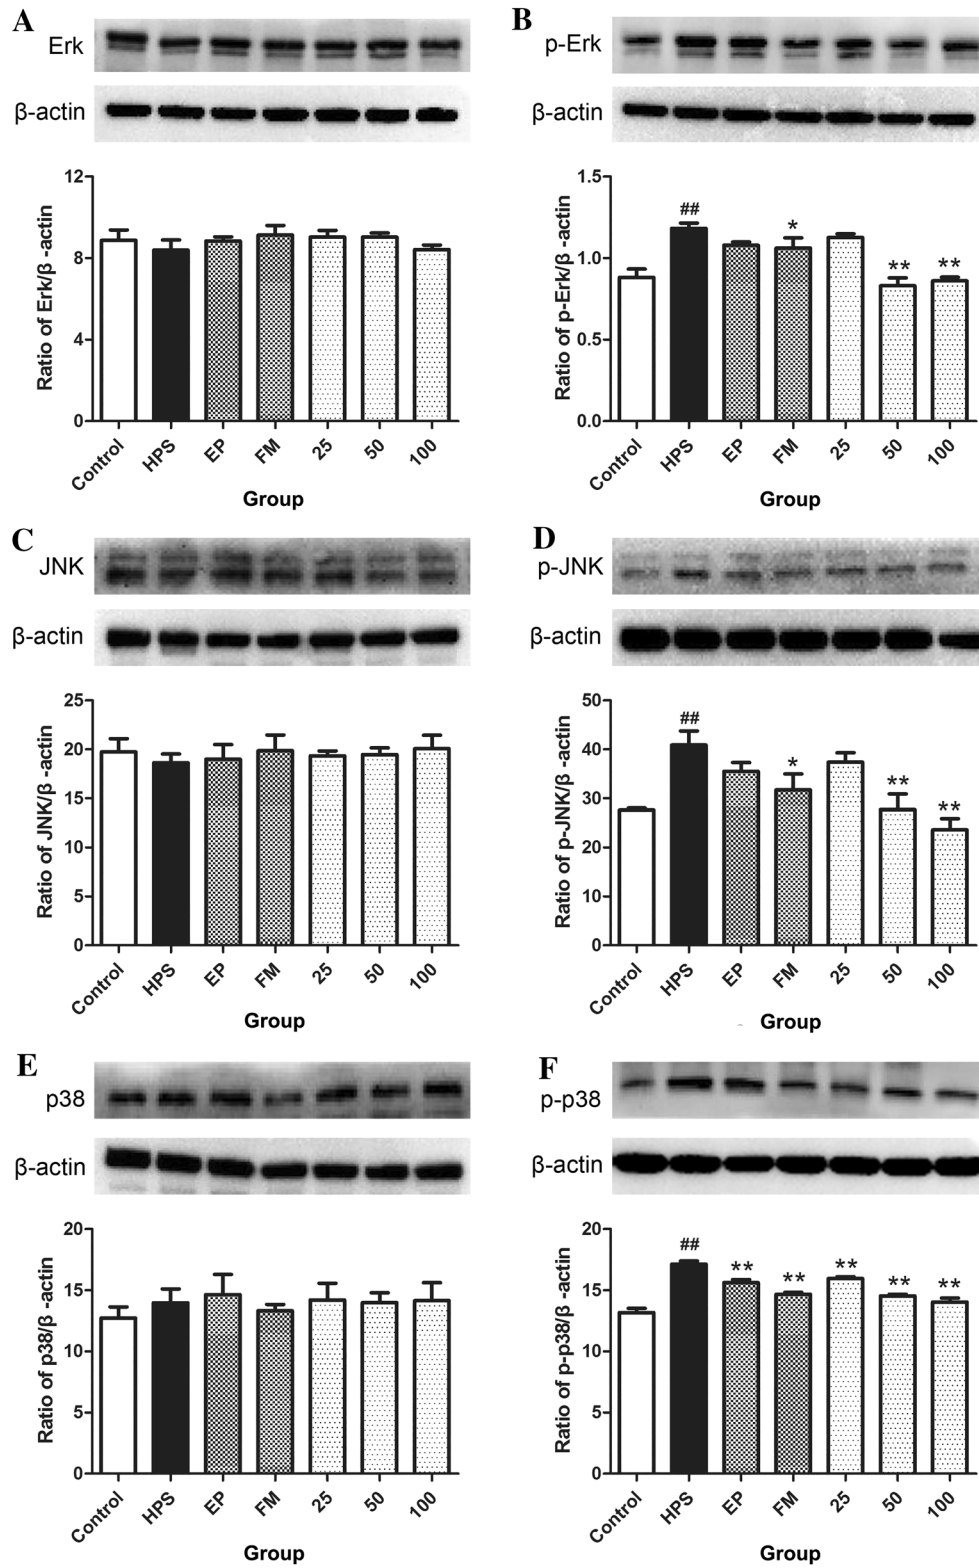 A
Erk
β-actin
Ratio of Erk/β -actin
12
8
4
0
Control
HPS
EP
FM
25
50
100
Group
B
p-Erk
β-actin
Ratio of p-Erk/β -actin
1.5
1.0
0.5
0.0
##
*
**
**
Control
HPS
EP
FM
25
50
100
Group
C
JNK
β-actin
Ratio of JNK/β -actin
25
20
15
10
5
0
Control
HPS
EP
FM
25
50
100
Group
D
p-JNK
β-actin
Ratio of p-JNK/β -actin
50
40
30
20
10
0
##
*
**
**
Control
HPS
EP
FM
25
50
100
Group
E
p38
β-actin
Ratio of p38/β -actin
20
15
10
5
0
Control
HPS
EP
FM
25
50
100
Group
F
p-p38
β-actin
Ratio of p-p38/β -actin
20
15
10
5
0
##
**
**
**
**
**
Control
HPS
EP
FM
25
50
100
Group